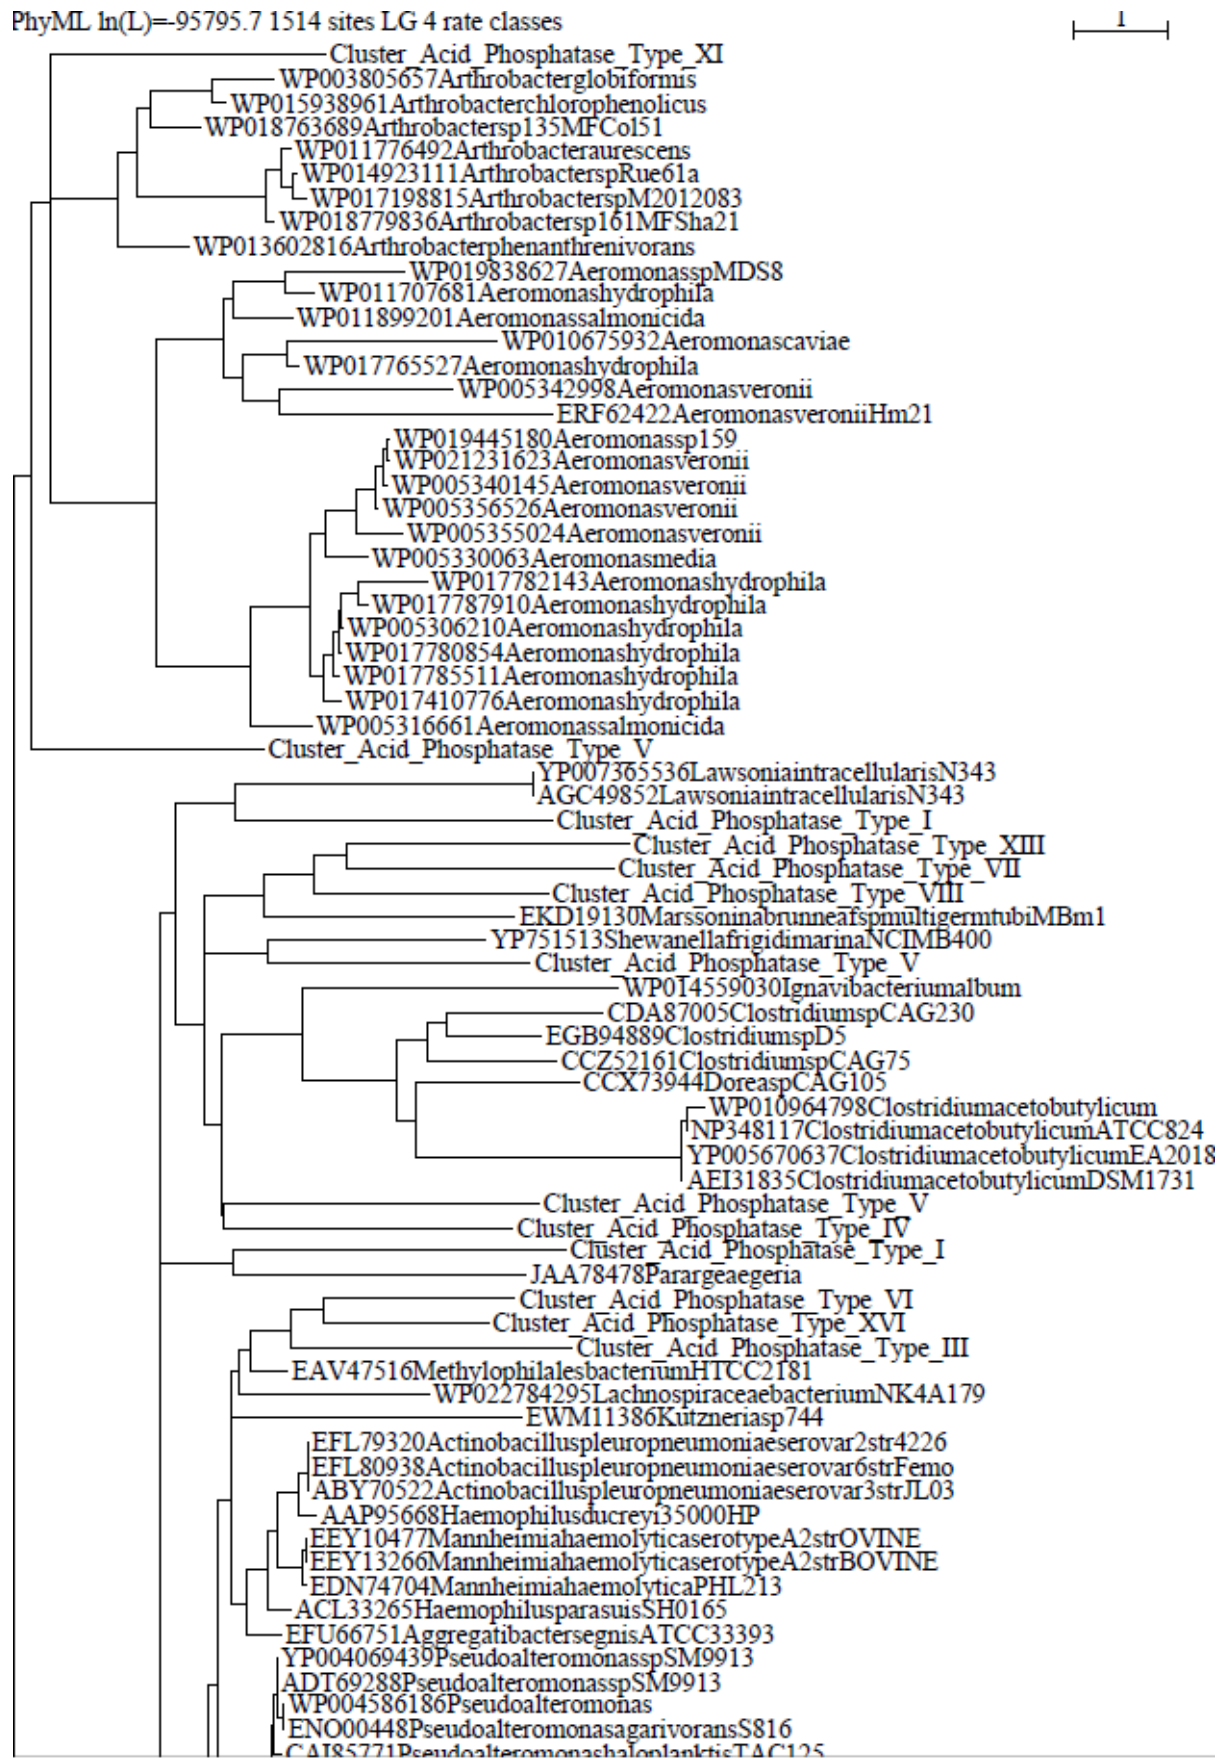 PhyML ln(L)=-95795.7 1514 sites LG 4 rate classes
1
Cluster_Acid_Phosphatase_Type_XI
WP003805657Arthrobacterglobiformis
WP015938961Arthrobacterchlorophenolicus
WP018763689Arthrobactersp135MFCol51
WP011776492Arthrobacteraurescens
WP014923111ArthrobacterspRue61a
WP017198815ArthrobacterspM2012083
WP018779836Arthrobactersp161MFSha21
WP013602816Arthrobacterphenanthrenivorans
WP019838627AeromonasspMDS8
WP011707681Aeromonashydrophila
WP011899201Aeromonassalmonicida
WP010675932Aeromonascaviae
WP017765527Aeromonashydrophila
WP005342998Aeromonasveronii
ERF62422AeromonasveroniiHm21
WP019445180Aeromonassp159
WP021231623Aeromonasveronii
WP005340145Aeromonasveronii
WP005356526Aeromonasveronii
WP005355024Aeromonasveronii
WP005330063Aeromonasmedia
WP017782143Aeromonashydrophila
WP017787910Aeromonashydrophila
WP005306210Aeromonashydrophila
WP017780854Aeromonashydrophila
WP017785511Aeromonashydrophila
WP017410776Aeromonashydrophila
WP005316661Aeromonassalmonicida
Cluster_Acid_Phosphatase_Type_V
YP007365536LawsoniaintracellularisN343
AGC49852LawsoniaintracellularisN343
Cluster_Acid_Phosphatase_Type_I
Cluster_Acid_Phosphatase_Type_XIII
Cluster_Acid_Phosphatase_Type_VII
Cluster_Acid_Phosphatase_Type_VIII
EKD19130MarssoninabrunneafspmultigermtubiMBm1
YP751513ShewanellafrigidimarinaNCIMB400
Cluster_Acid_Phosphatase_Type_V
WP014559030Ignavibacteriumalbum
CDA87005ClostridiumspCAG230
EGB94889ClostridiumspD5
CCZ52161ClostridiumspCAG75
CCX73944DoreaspCAG105
WP010964798Clostridiumacetobutylicum
NP348117ClostridiumacetobutylicumATCC824
YP005670637ClostridiumacetobutylicumEA2018
AEI31835ClostridiumacetobutylicumDSM1731
Cluster_Acid_Phosphatase_Type_V
Cluster_Acid_Phosphatase_Type_IV
Cluster_Acid_Phosphatase_Type_I
JAA78478Parargeaegeria
Cluster_Acid_Phosphatase_Type_VI
Cluster_Acid_Phosphatase_Type_XVI
Cluster_Acid_Phosphatase_Type_III
EAV47516MethylophilalesbacteriumHTCC2181
WP022784295LachnospiraceaebacteriumNK4A179
EWM11386Kutzneriasp744
EFL79320Actinobacilluspleuropneumoniaeserovar2str4226
EFL80938Actinobacilluspleuropneumoniaeserovar6strFemo
ABY70522Actinobacilluspleuropneumoniaeserovar3strJL03
AAP95668Haemophilusducreyi35000HP
EEY10477MannheimiahaemolyticaserotypeA2strOVINE
EEY13266MannheimiahaemolyticaserotypeA2strBOVINE
EDN74704MannheimiahaemolyticaPHL213
ACL33265HaemophilusparasuisSH0165
EFU66751AggregatibactersegnisATCC33393
YP004069439PseudoalteromonasspSM9913
ADT69288PseudoalteromonasspSM9913
WP004586186Pseudoalteromonas
ENO00448PseudoalteromonasagarivoransS816
CAI85771PseudoalteromonashaloplanktisTAC125